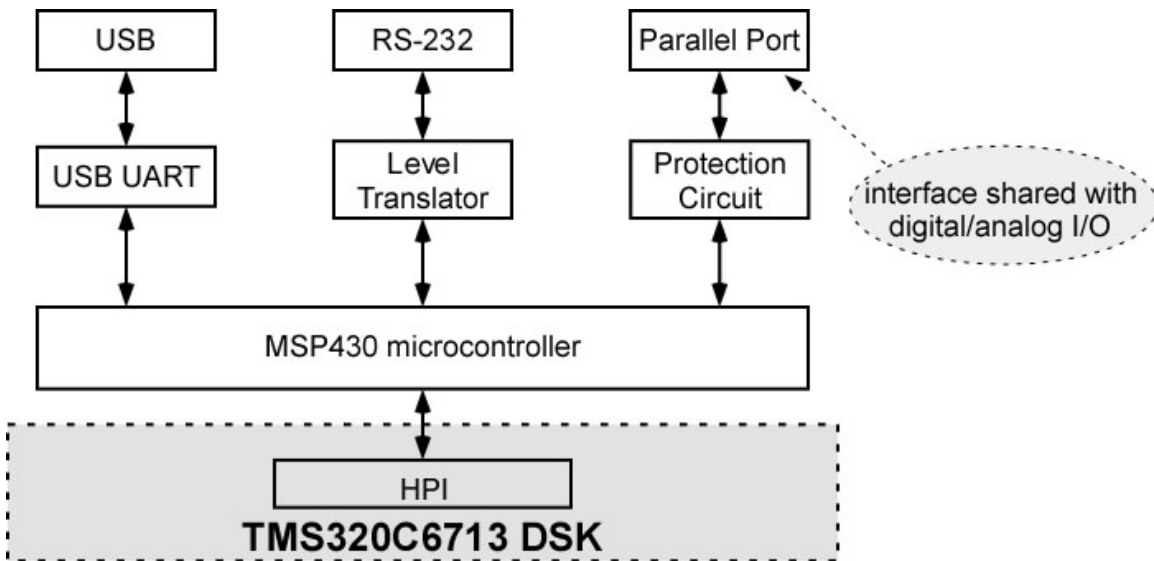 USB
RS-232
Parallel Port
USB UART
Level
Translator
Protection
Circuit
interface shared with
digital/analog I/O
MSP430 microcontroller
HPI
TMS320C6713 DSK